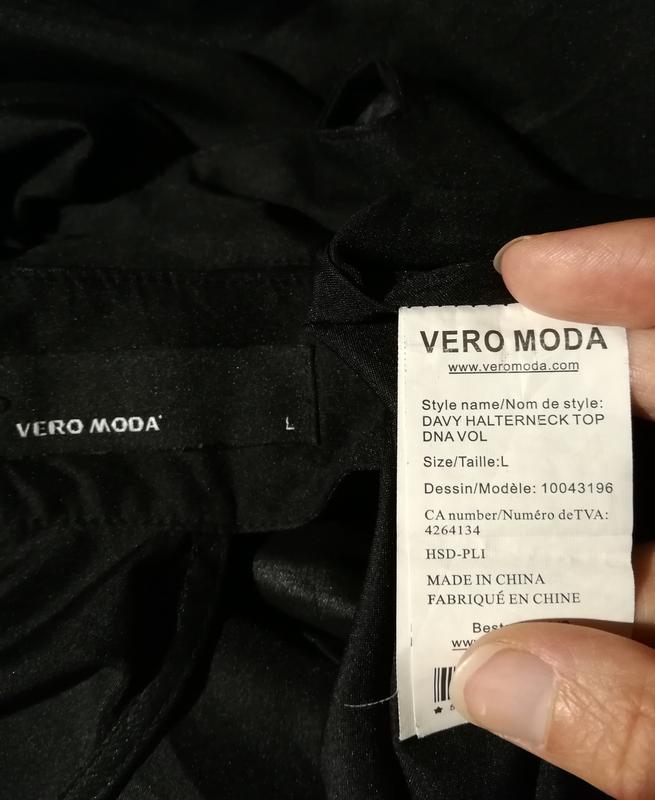 VERO MODA
L
VERO MODA
www.veromoda.com
Style name/Nom de style:
DAVY HALTERNECK TOP
DNA VOL
Size/Taille:L
Dessin/Modèle: 10043196
CA number/Numéro deTVA:
4264134
HSD-PLI
MADE IN CHINA
FABRIQUÉ EN CHINE